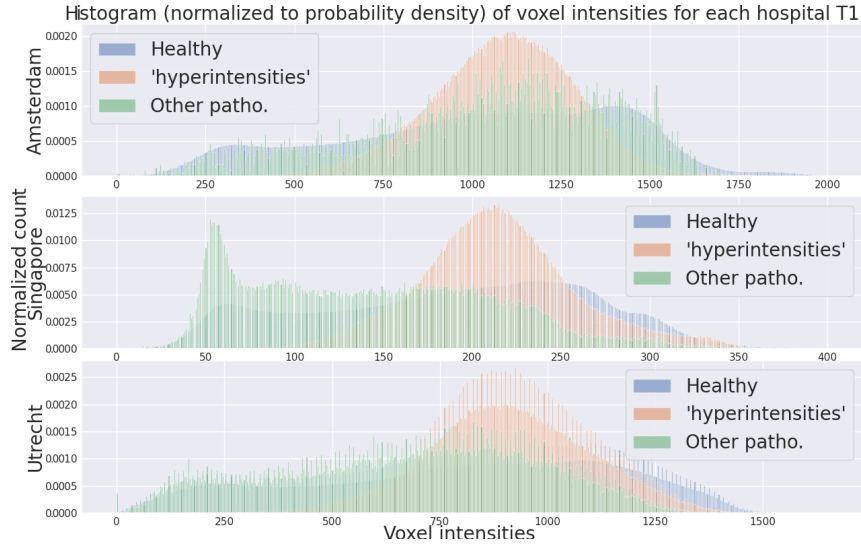 Histogram (normalized to probability density) of voxel intensities for each hospital T1
Amsterdam
0.0020
0.0015
0.0010
0.0005
0.0000
Healthy
'hyperintensities'
Other patho.
0 250 500 750 1000 1250 1500 1750 2000
Normalized count
Singapore
0.0125
0.0100
0.0075
0.0050
0.0025
0.0000
Healthy
'hyperintensities'
Other patho.
0 50 100 150 200 250 300 350 400
Utrecht
0.0025
0.0020
0.0015
0.0010
0.0005
0.0000
Healthy
'hyperintensities'
Other patho.
0 250 500 750 1000 1250 1500
Voxel intensities